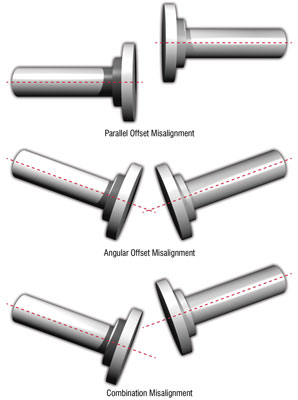 Parallel Offset Misalignment
Angular Offset Misalignment
Combination Misalignment